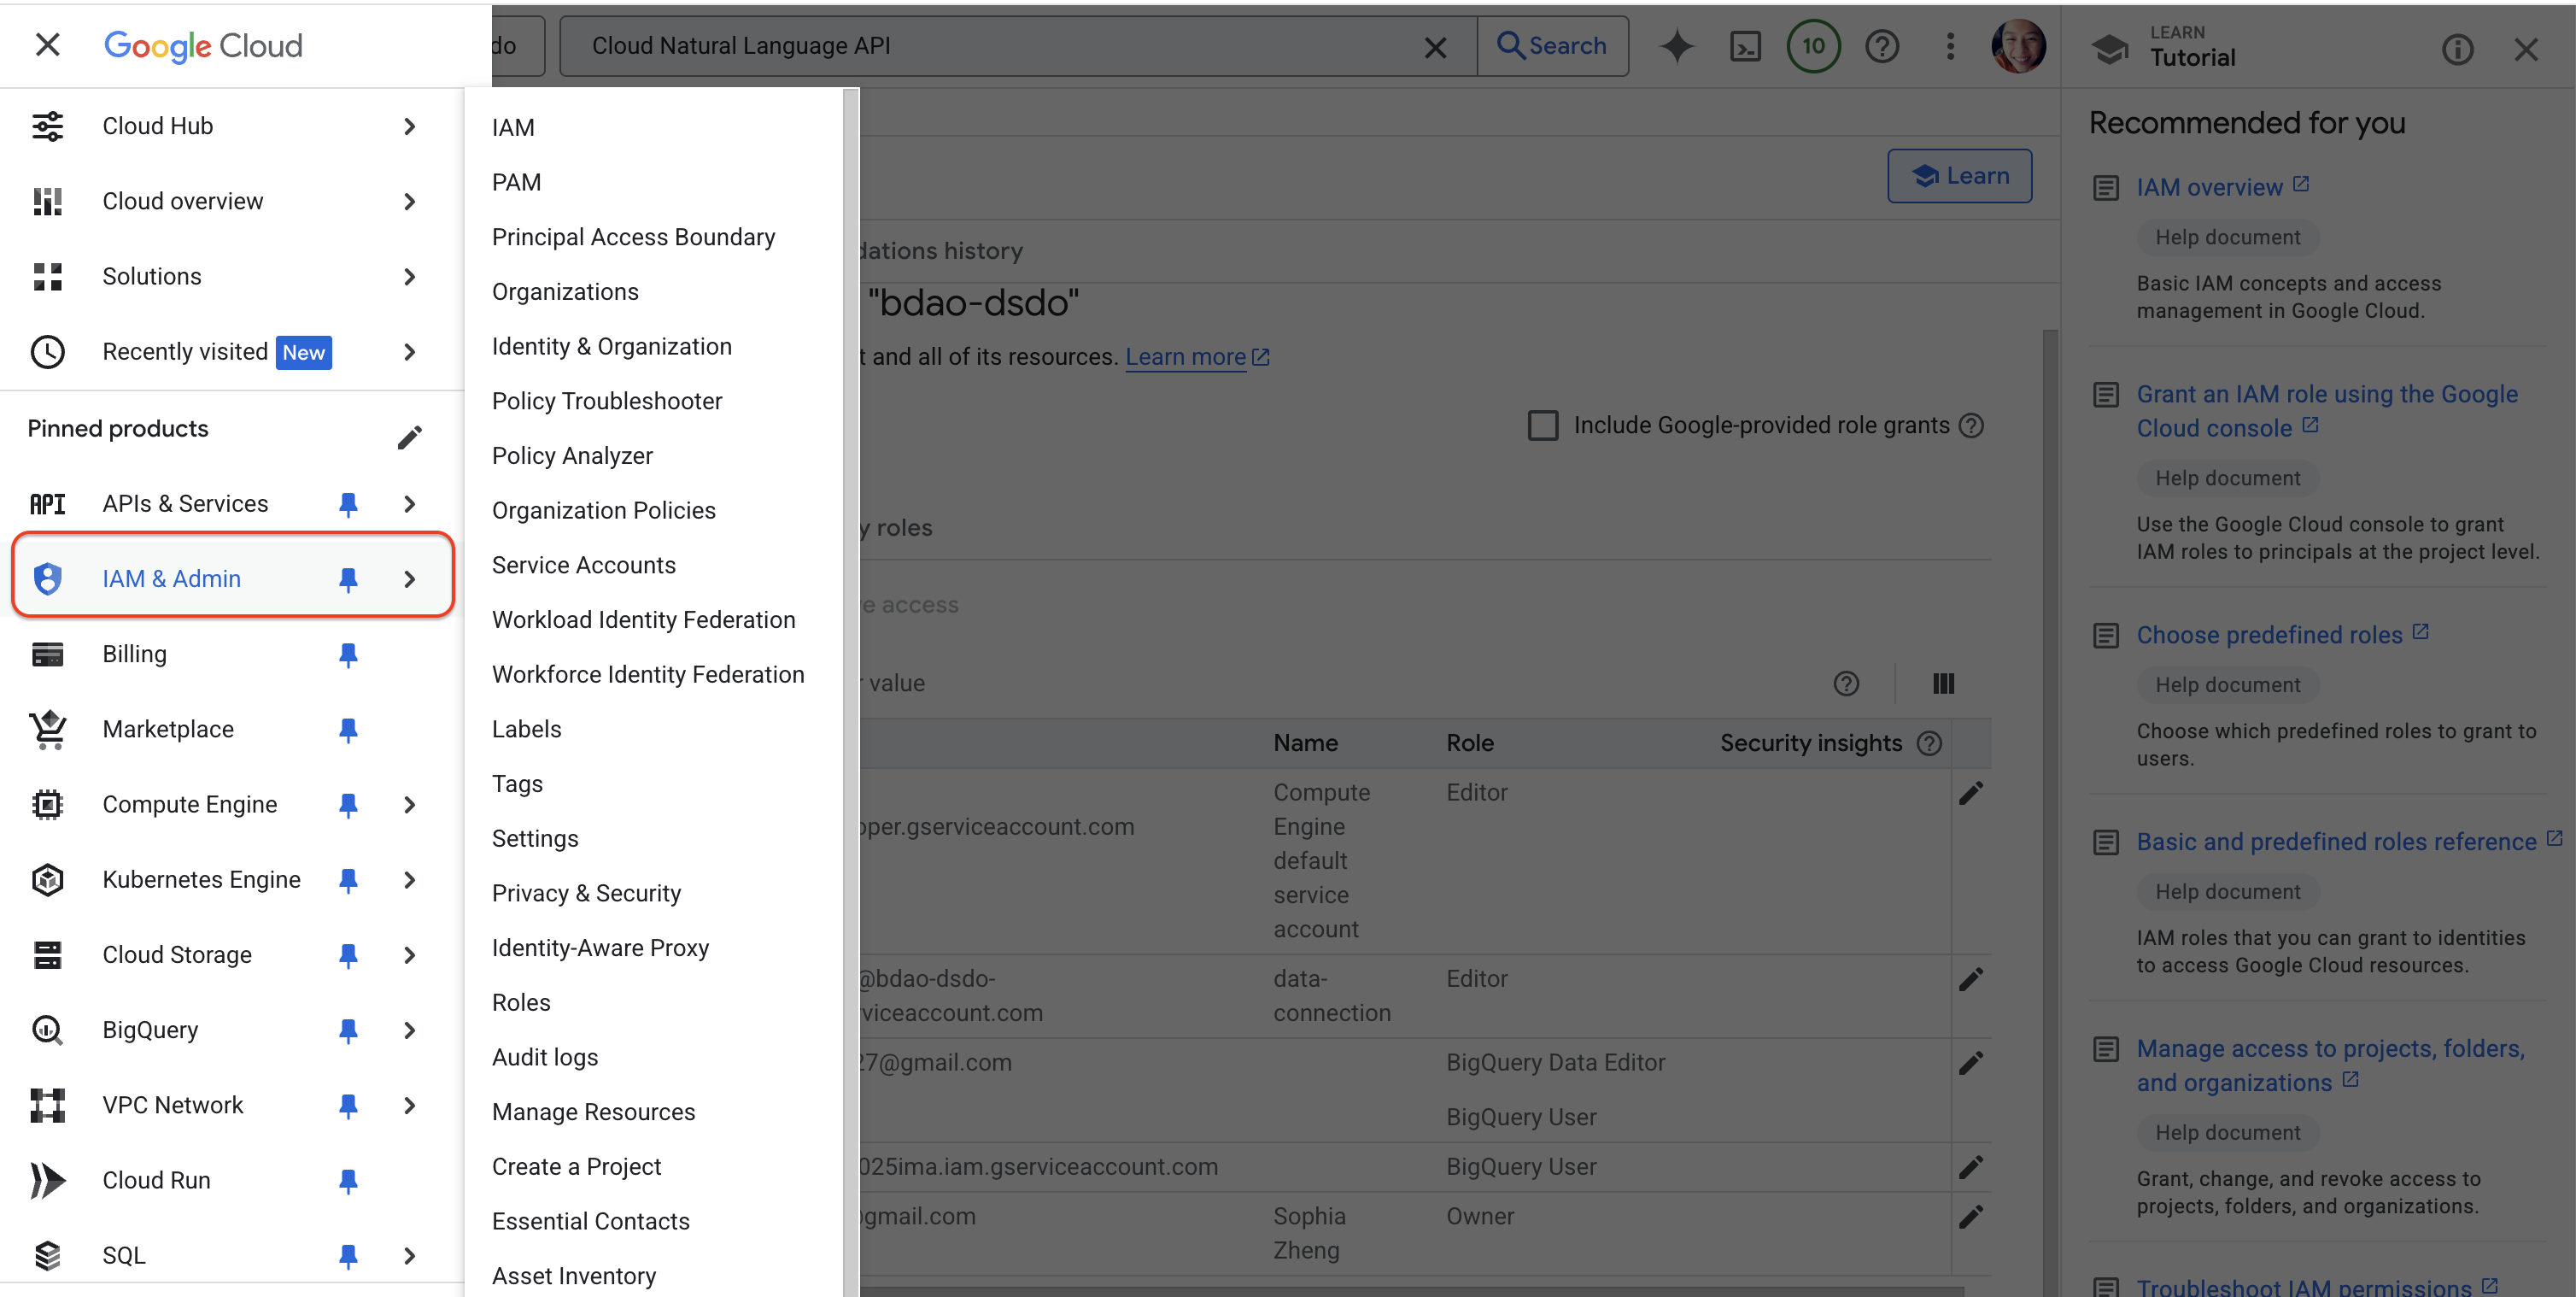 Google Cloud
do
Cloud Natural Language API
Search
10
LEARN
Tutorial
Cloud Hub
Cloud overview
Solutions
Recently visited New
Pinned products
API APIs & Services
IAM & Admin
Billing
Marketplace
Compute Engine
Kubernetes Engine
Cloud Storage
BigQuery
VPC Network
Cloud Run
SQL
IAM
PAM
Principal Access Boundary
Organizations
Identity & Organization
Policy Troubleshooter
Policy Analyzer
Organization Policies
Service Accounts
Workload Identity Federation
Workforce Identity Federation
Labels
Tags
Settings
Privacy & Security
Identity-Aware Proxy
Roles
Audit logs
Manage Resources
Create a Project
Essential Contacts
Asset Inventory
Learn
dations history
"bdao-dsdo"
t and all of its resources. Learn more
Include Google-provided role grants
y roles
e access
value
Name Role Security insights
Compute Editor
oper.gserviceaccount.com Engine
default
service
account
@bdao-dsdo- data- Editor
viceaccount.com connection
27@gmail.com BigQuery Data Editor
BigQuery User
025ima.iam.gserviceaccount.com BigQuery User
@gmail.com Sophia Owner
Zheng
Recommended for you
IAM overview
Help document
Basic IAM concepts and access
management in Google Cloud.
Grant an IAM role using the Google
Cloud console
Help document
Use the Google Cloud console to grant
IAM roles to principals at the project level.
Choose predefined roles
Help document
Choose which predefined roles to grant to
users.
Basic and predefined roles reference
Help document
IAM roles that you can grant to identities
to access Google Cloud resources.
Manage access to projects, folders,
and organizations
Help document
Grant, change, and revoke access to
projects, folders, and organizations.
Troubleshoot IAM permissions